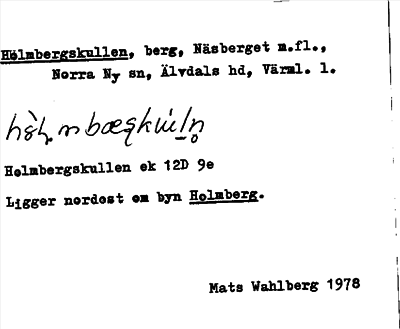 Holmbergskullen, berg, Näsberget m.fl.,
Norra Ny sn, Älvdals hd, Värml. l.
Holmbergskullen ek 12D 9e
Ligger nordost om byn Holmberg.
Mats Wahlberg 1978